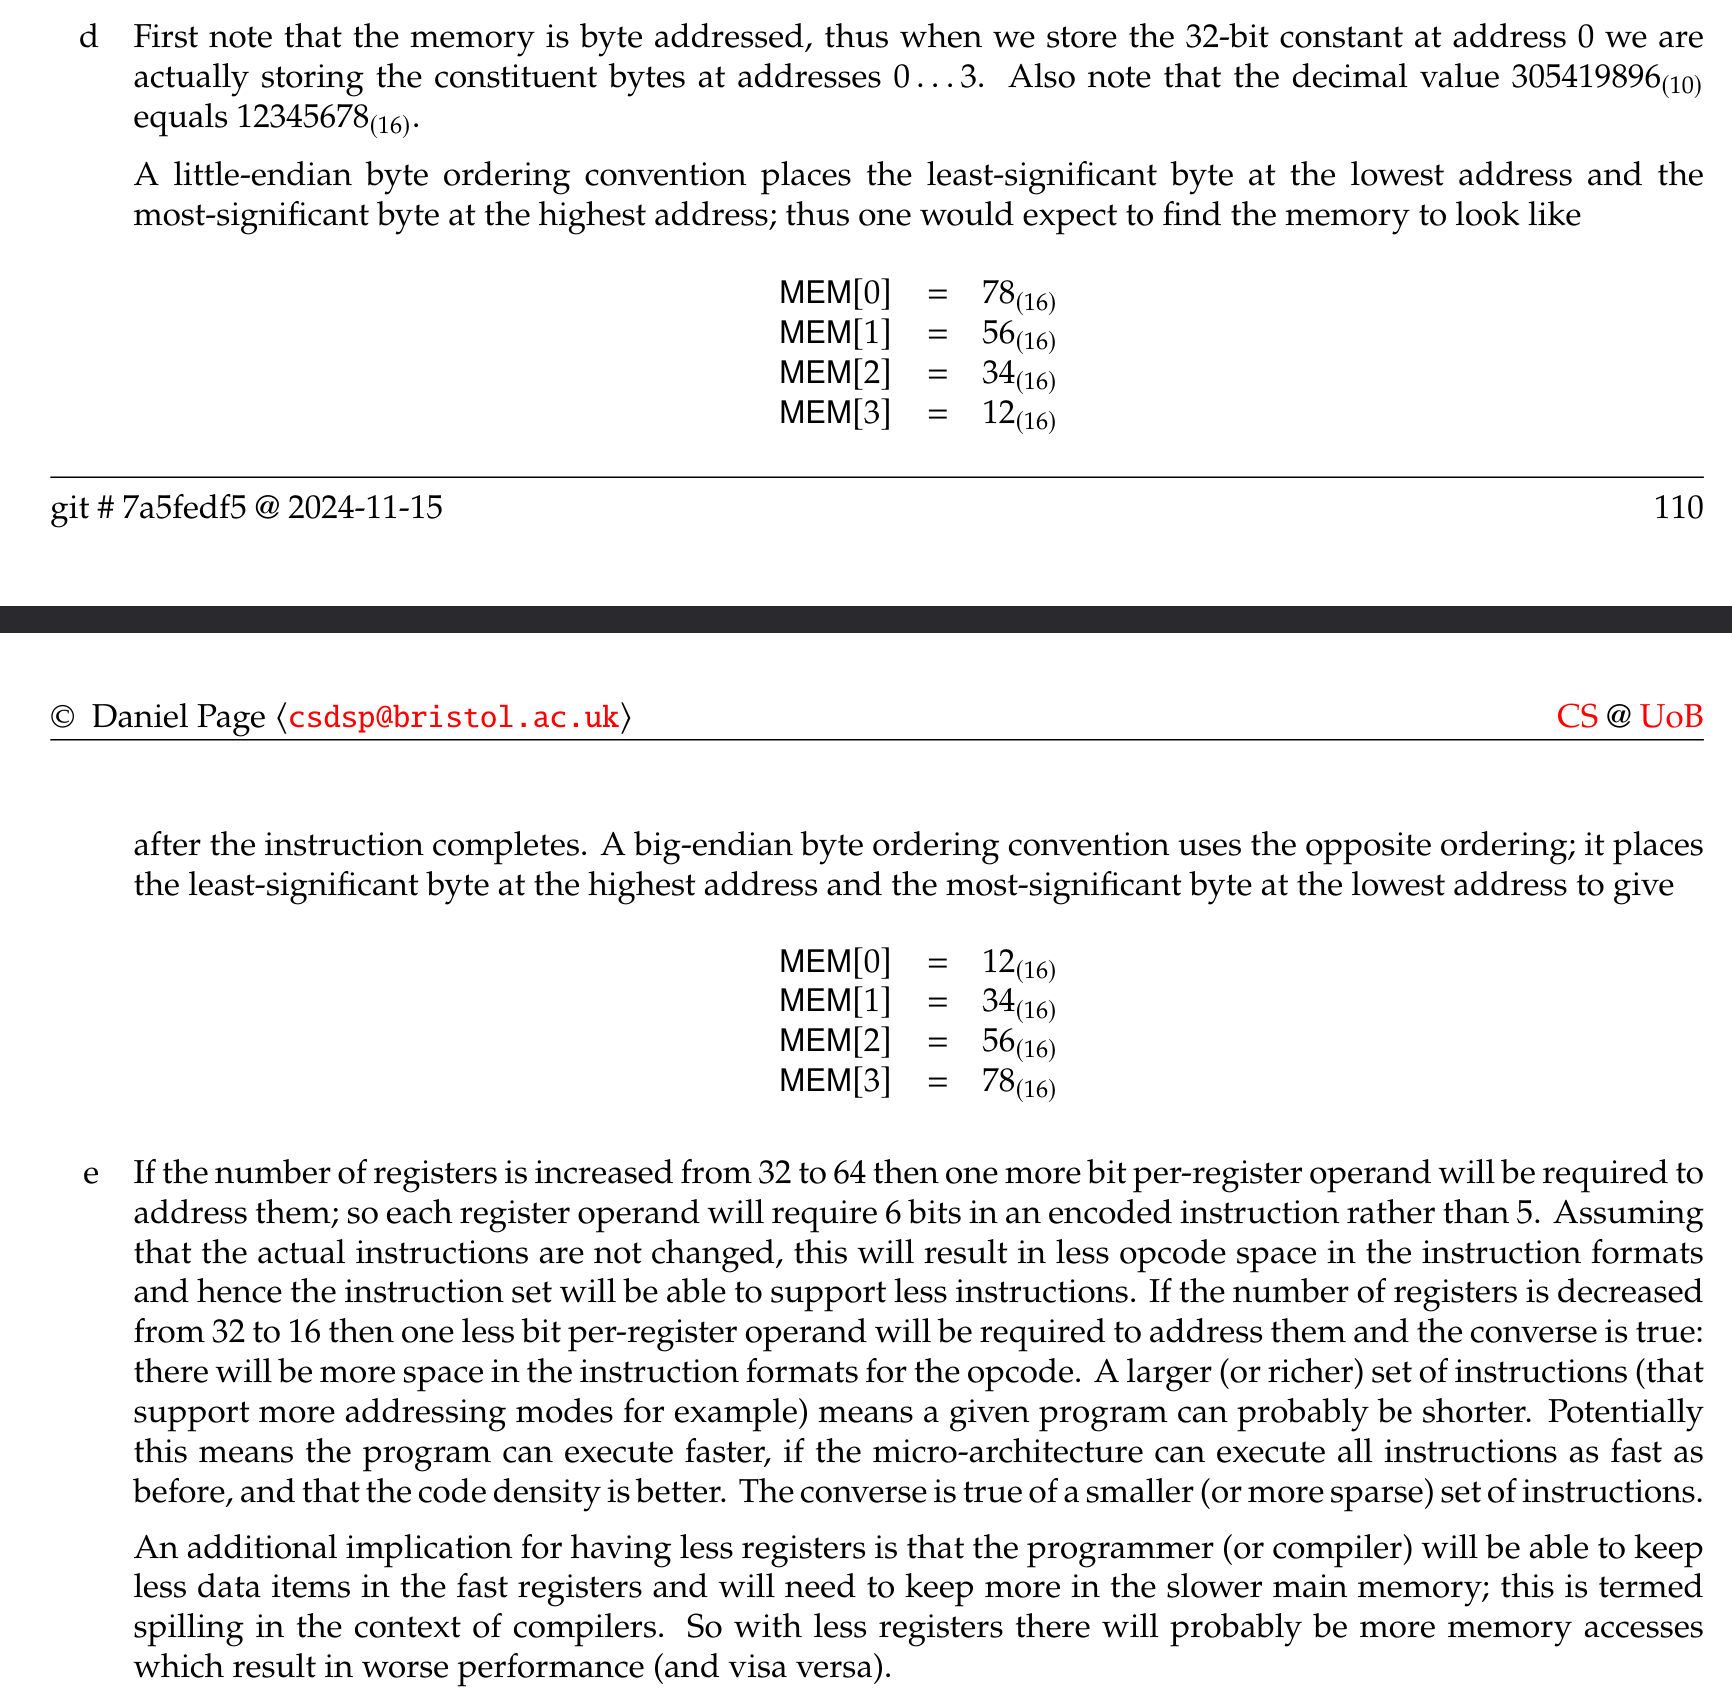 d First note that the memory is byte addressed, thus when we store the 32-bit constant at address 0 we are
actually storing the constituent bytes at addresses 0 . . . 3. Also note that the decimal value 305419896(10)
equals 12345678(16).
A little-endian byte ordering convention places the least-significant byte at the lowest address and the
most-significant byte at the highest address; thus one would expect to find the memory to look like
MEM[0] = 78(16)
MEM[1] = 56(16)
MEM[2] = 34(16)
MEM[3] = 12(16)
git # 7a5fedf5 @ 2024-11-15 110
© Daniel Page ⟨csdsp@bristol.ac.uk⟩ CS @ UoB
after the instruction completes. A big-endian byte ordering convention uses the opposite ordering; it places
the least-significant byte at the highest address and the most-significant byte at the lowest address to give
MEM[0] = 12(16)
MEM[1] = 34(16)
MEM[2] = 56(16)
MEM[3] = 78(16)
e If the number of registers is increased from 32 to 64 then one more bit per-register operand will be required to
address them; so each register operand will require 6 bits in an encoded instruction rather than 5. Assuming
that the actual instructions are not changed, this will result in less opcode space in the instruction formats
and hence the instruction set will be able to support less instructions. If the number of registers is decreased
from 32 to 16 then one less bit per-register operand will be required to address them and the converse is true:
there will be more space in the instruction formats for the opcode. A larger (or richer) set of instructions (that
support more addressing modes for example) means a given program can probably be shorter. Potentially
this means the program can execute faster, if the micro-architecture can execute all instructions as fast as
before, and that the code density is better. The converse is true of a smaller (or more sparse) set of instructions.
An additional implication for having less registers is that the programmer (or compiler) will be able to keep
less data items in the fast registers and will need to keep more in the slower main memory; this is termed
spilling in the context of compilers. So with less registers there will probably be more memory accesses
which result in worse performance (and visa versa).